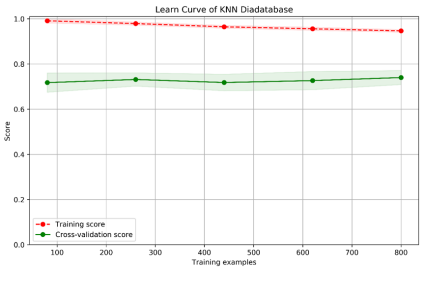 Learn Curve of KNN Diadatabase
1.0
0.8
0.6
0.4
0.2
0.0
Score
Training score
Cross-validation score
100 200 300 400 500 600 700 800
Training examples